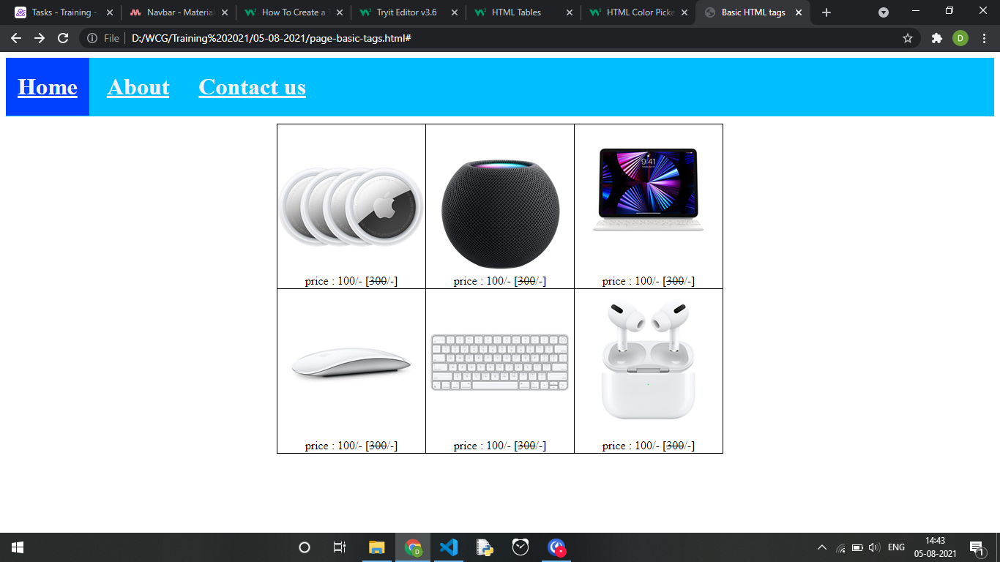 Tasks - Training -
Navbar - Material
How To Create a T
Tryit Editor v3.6
HTML Tables
HTML Color Picke
Basic HTML tags
File
D:/WCG/Training%202021/05-08-2021/page-basic-tags.html#
D
Home About Contact us
9:41
price : 100/- [300/-] price : 100/- [300/-] price : 100/- [300/-]
price : 100/- [300/-] price : 100/- [300/-] price : 100/- [300/-]
ENG
14:43
05-08-2021
1